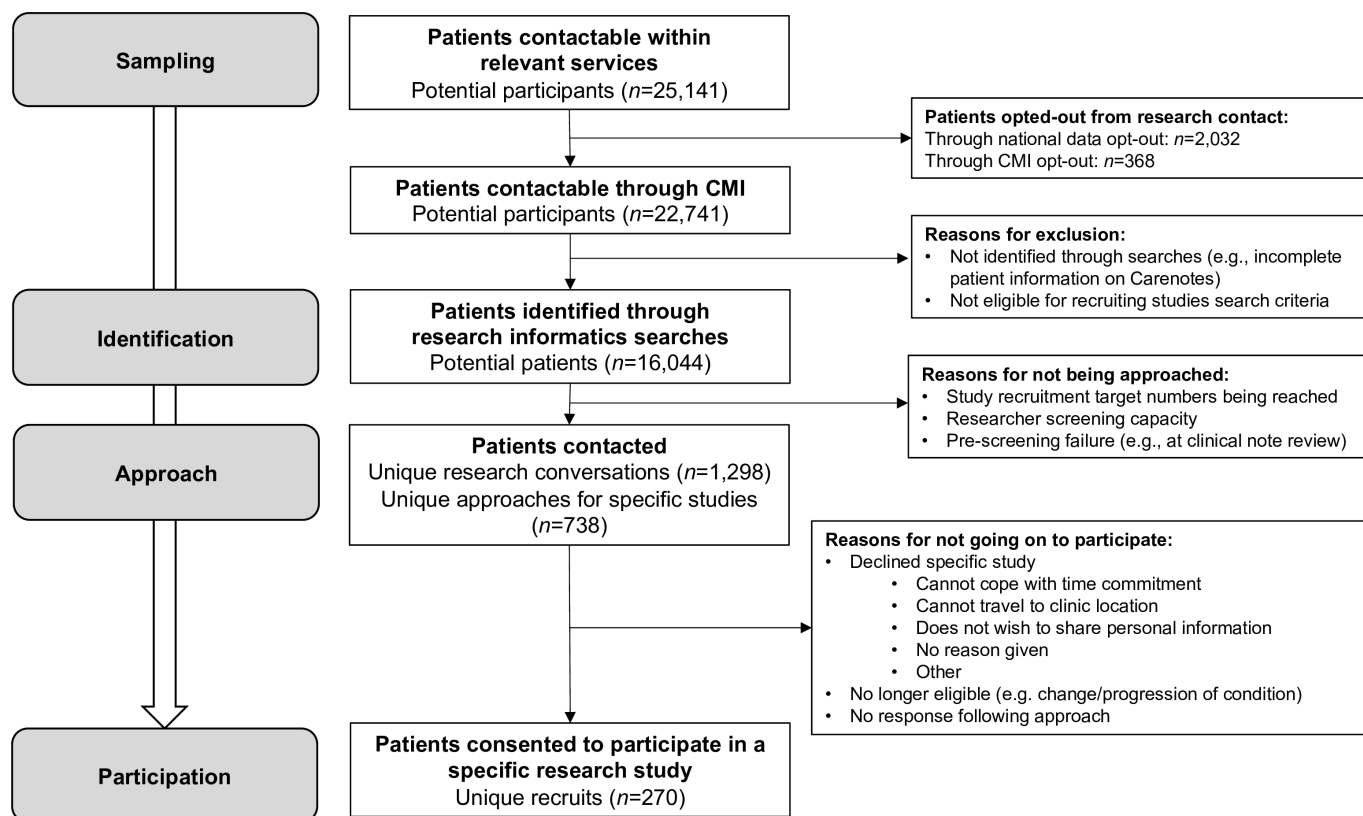 Sampling
Patients contactable within
relevant services
Potential participants (n=25,141)
Patients opted-out from research contact:
Through national data opt-out: n=2,032
Through CMI opt-out: n=368
Patients contactable through CMI
Potential participants (n=22,741)
Reasons for exclusion:
• Not identified through searches (e.g., incomplete
patient information on Carenotes)
• Not eligible for recruiting studies search criteria
Identification
Patients identified through
research informatics searches
Potential patients (n=16,044)
Reasons for not being approached:
• Study recruitment target numbers being reached
• Researcher screening capacity
• Pre-screening failure (e.g., at clinical note review)
Approach
Patients contacted
Unique research conversations (n=1,298)
Unique approaches for specific studies
(n=738)
Reasons for not going on to participate:
• Declined specific study
• Cannot cope with time commitment
• Cannot travel to clinic location
• Does not wish to share personal information
• No reason given
• Other
• No longer eligible (e.g. change/progression of condition)
• No response following approach
Participation
Patients consented to participate in a
specific research study
Unique recruits (n=270)